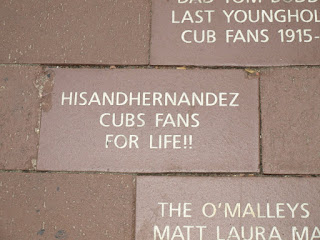 LAST YOUNGHOL
CUB FANS 1915-
HISANDHERNANDEZ
CUBS FANS
FOR LIFE!!
THE O'MALLEYS
MATT LAURA MA